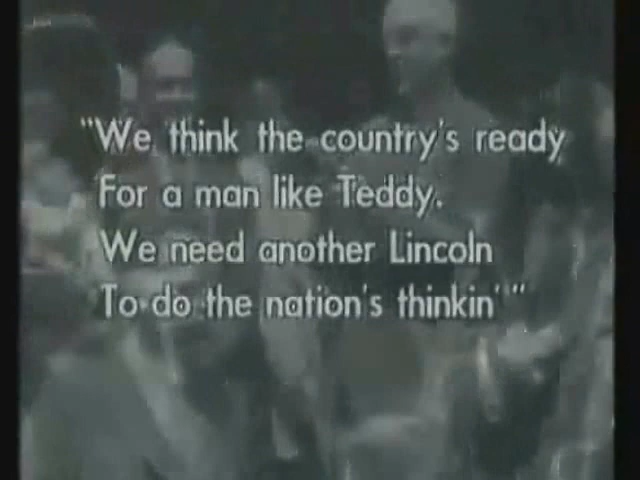 "We think the country's ready
For a man like Teddy.
We need another Lincoln
To do the nation's thinkin'"